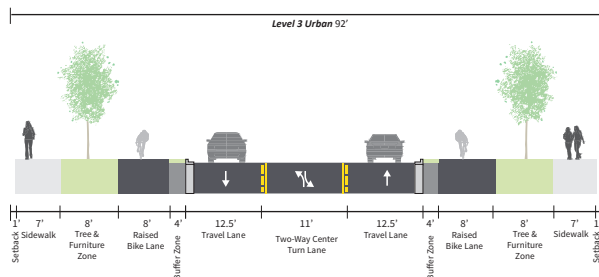 Level 3 Urban 92’
1’ 7’ 8’ 8’ 4’ 12.5’ 11’ 12.5’ 4’ 8’ 8’ 7’ 1
Setback
Sidewalk
Tree &
Furniture
Zone
Raised
Bike Lane
Buffer Zone
Travel Lane
Two-Way Center
Turn Lane
Travel Lane
Buffer Zone
Raised
Bike Lane
Tree &
Furniture
Zone
Sidewalk
Setback